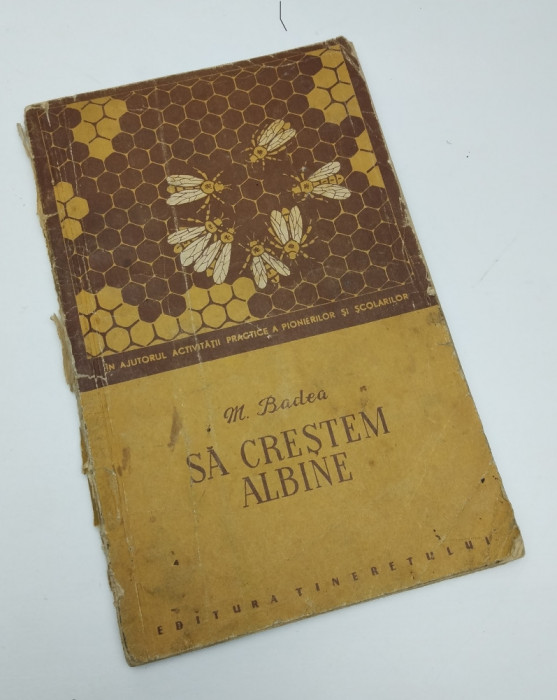 ÎN AJUTORUL ACTIVITĂȚII PRACTICE A PIONIERILOR ȘI ȘCOLARILOR
M. Badea
SĂ CREȘTEM
ALBINE
EDITURA TINERETULUI